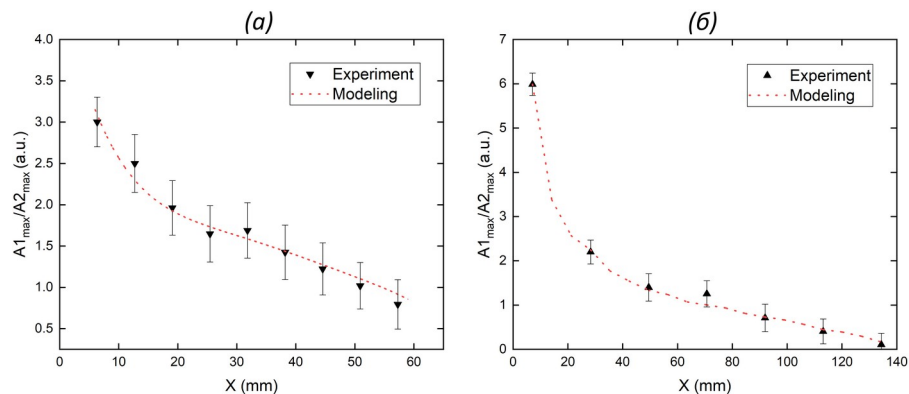 (а)
4.0
3.5
3.0
2.5
2.0
1.5
1.0
0.5
A1max/A2max (a.u.)
Experiment
Modeling
0 10 20 30 40 50 60
X (mm)
(б)
6
5
4
3
2
1
0
A1max/A2max (a.u.)
Experiment
Modeling
0 20 40 60 80 100 120 140
X (mm)